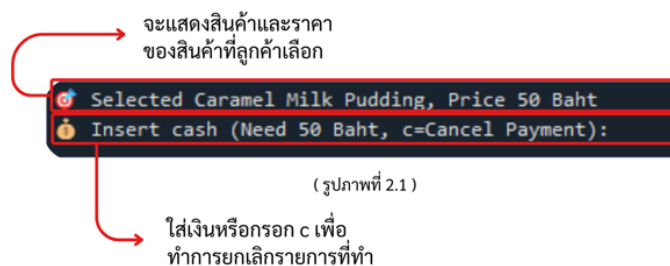 จะแสดงสินค้าและราคา
ของสินค้าที่ลูกค้าเลือก
🎯 Selected Caramel Milk Pudding, Price 50 Baht
💰 Insert cash (Need 50 Baht, c=Cancel Payment):
( รูปภาพที่ 2.1 )
ใส่เงินหรือกรอก c เพื่อ
ทำการยกเลิกรายการที่ทำ